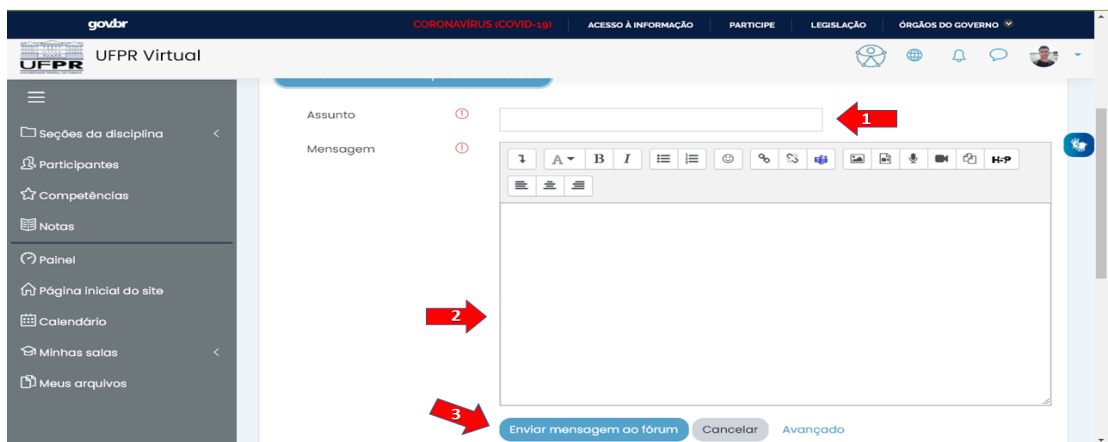 gov.br CORONAVÍRUS (COVID-19) ACESSO À INFORMAÇÃO PARTICIPE LEGISLAÇÃO ÓRGÃOS DO GOVERNO
UFPR UFPR Virtual
Seções da disciplina
Participantes
Competências
Notas
Painel
Página inicial do site
Calendário
Minhas salas
Meus arquivos
Assunto
1
Mensagem
A B I H-P
2
3
Enviar mensagem ao fórum Cancelar Avançado